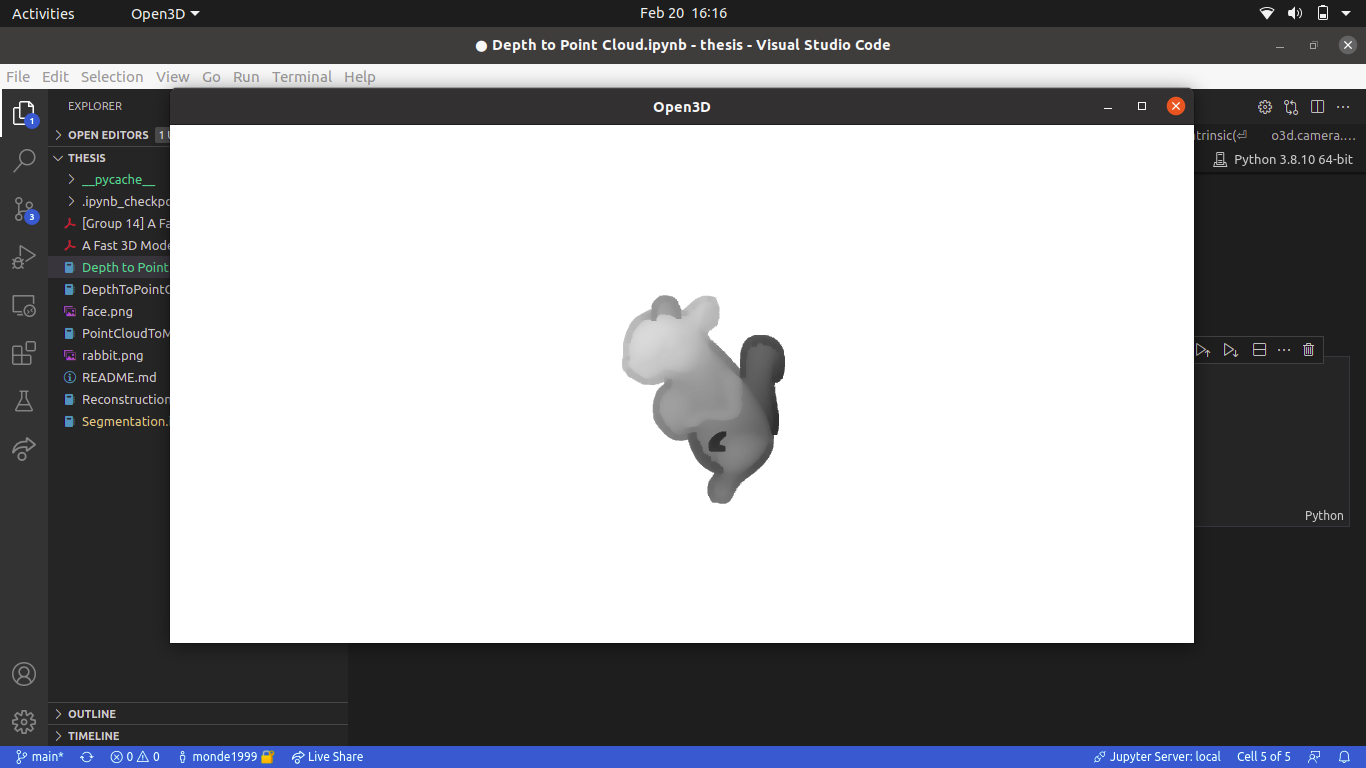 Activities
Open3D
Feb 20 16:16
● Depth to Point Cloud.ipynb - thesis - Visual Studio Code
File Edit Selection View Go Run Terminal Help
EXPLORER
Open3D
OPEN EDITORS 1
trinsic(⏎ o3d.camera....
THESIS
Python 3.8.10 64-bit
__pycache__
.ipynb_checkpo
[Group 14] A Fa
A Fast 3D Mode
Depth to Point
DepthToPointC
face.png
PointCloudToM
rabbit.png
README.md
Reconstruction
Segmentation.
Python
OUTLINE
TIMELINE
main* 0 0 monde1999 Live Share Jupyter Server: local Cell 5 of 5
1
3